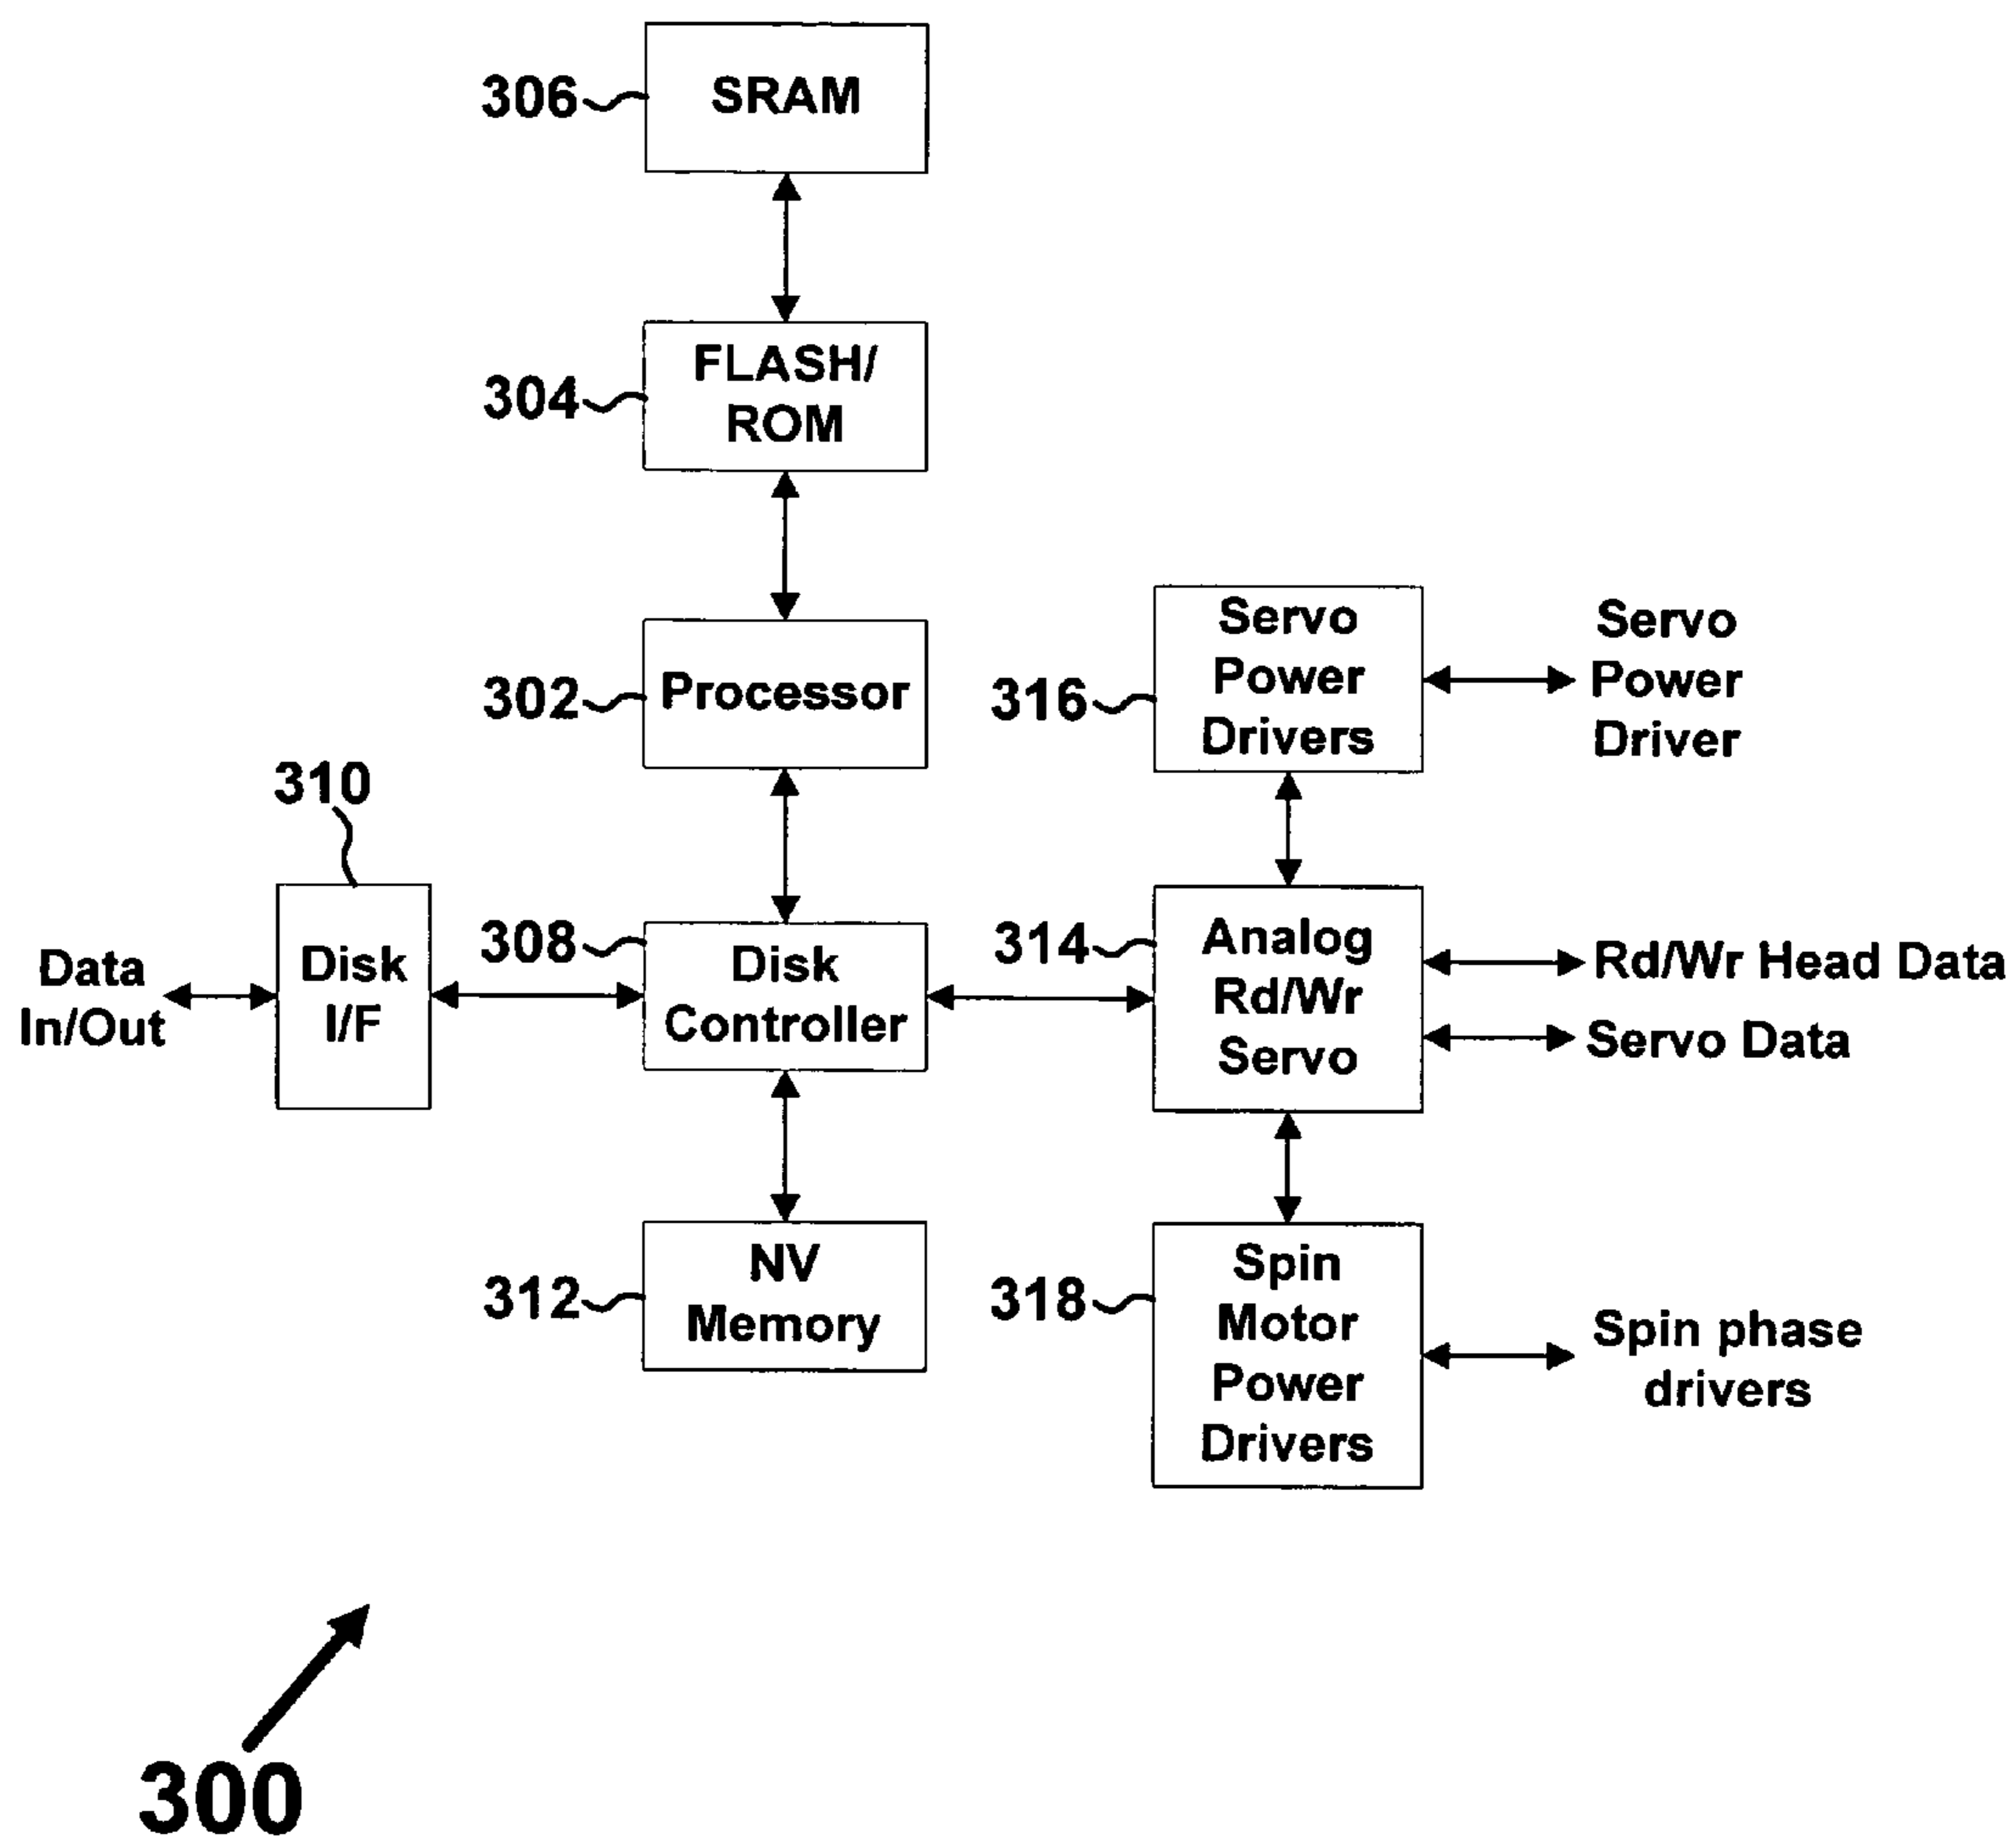 306
SRAM
304
FLASH/
ROM
302
Processor
316
Servo
Power
Drivers
Servo
Power
Driver
310
Data
In/Out
Disk
I/F
308
Disk
Controller
314
Analog
Rd/Wr
Servo
Rd/Wr Head Data
Servo Data
312
NV
Memory
318
Spin
Motor
Power
Drivers
Spin phase
drivers
300